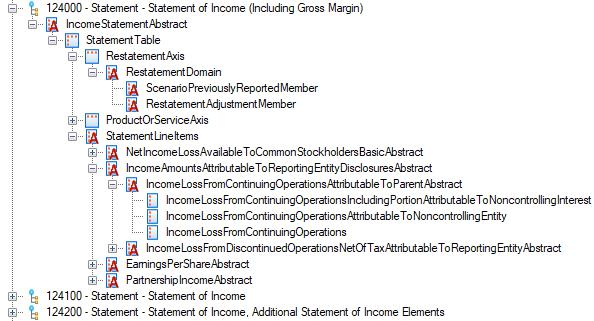 124000 - Statement - Statement of Income (Including Gross Margin)
IncomeStatementAbstract
StatementTable
RestatementAxis
RestatementDomain
ScenarioPreviouslyReportedMember
RestatementAdjustmentMember
ProductOrServiceAxis
StatementLineItems
NetIncomeLossAvailableToCommonStockholdersBasicAbstract
IncomeAmountsAttributableToReportingEntityDisclosuresAbstract
IncomeLossFromContinuingOperationsAttributableToParentAbstract
IncomeLossFromContinuingOperationsIncludingPortionAttributableToNoncontrollingInterest
IncomeLossFromContinuingOperationsAttributableToNoncontrollingEntity
IncomeLossFromContinuingOperations
IncomeLossFromDiscontinuedOperationsNetOfTaxAttributableToReportingEntityAbstract
EarningsPerShareAbstract
PartnershipIncomeAbstract
124100 - Statement - Statement of Income
124200 - Statement - Statement of Income, Additional Statement of Income Elements